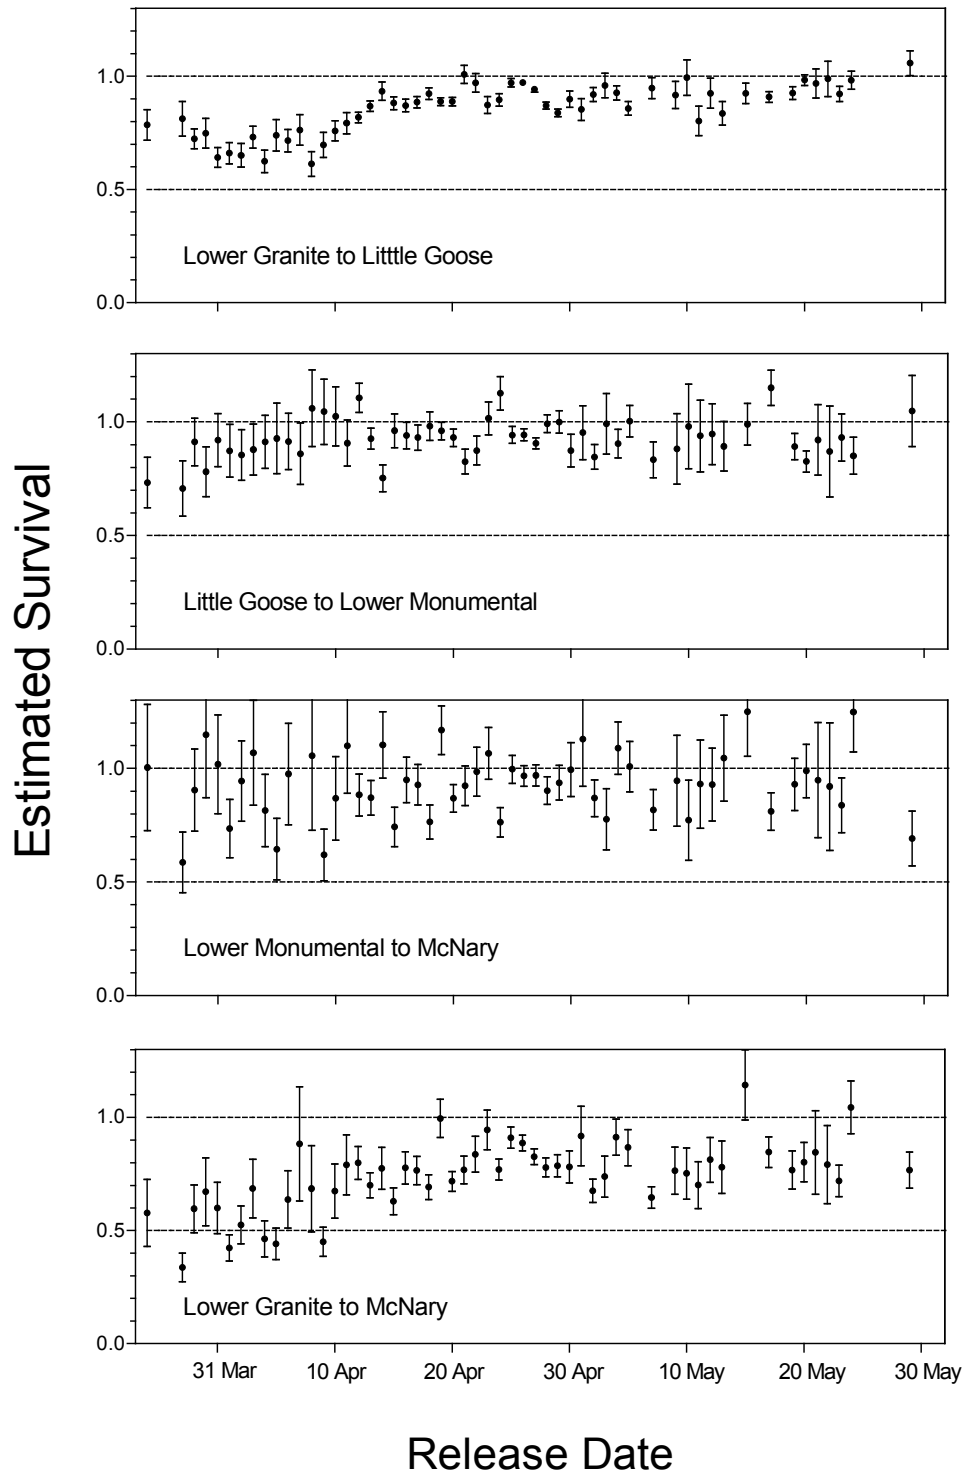 1.0
0.5
Lower Granite to Litttle Goose
0.0
1.0
0.5
Little Goose to Lower Monumental
0.0
Estimated Survival
1.0
0.5
Lower Monumental to McNary
0.0
1.0
0.5
Lower Granite to McNary
0.0
31 Mar 10 Apr 20 Apr 30 Apr 10 May 20 May 30 May
Release Date